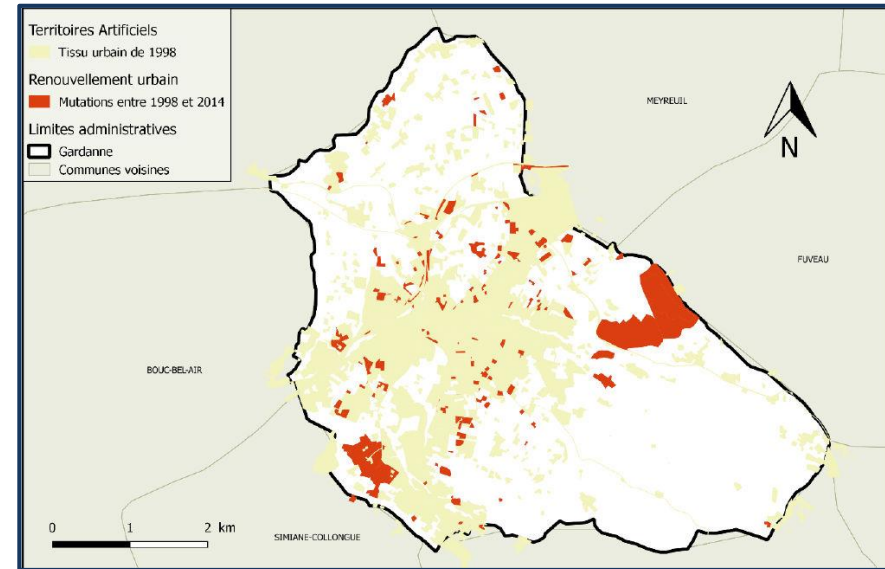 Territoires Artificiels
Tissu urbain de 1998
Renouvellement urbain
Mutations entre 1998 et 2014
Limites administratives
Gardanne
Communes voisines
MEYREUIL
N
FUVEAU
BOUC-BEL-AIR
0 1 2 km
SIMIANE-COLLONGUE